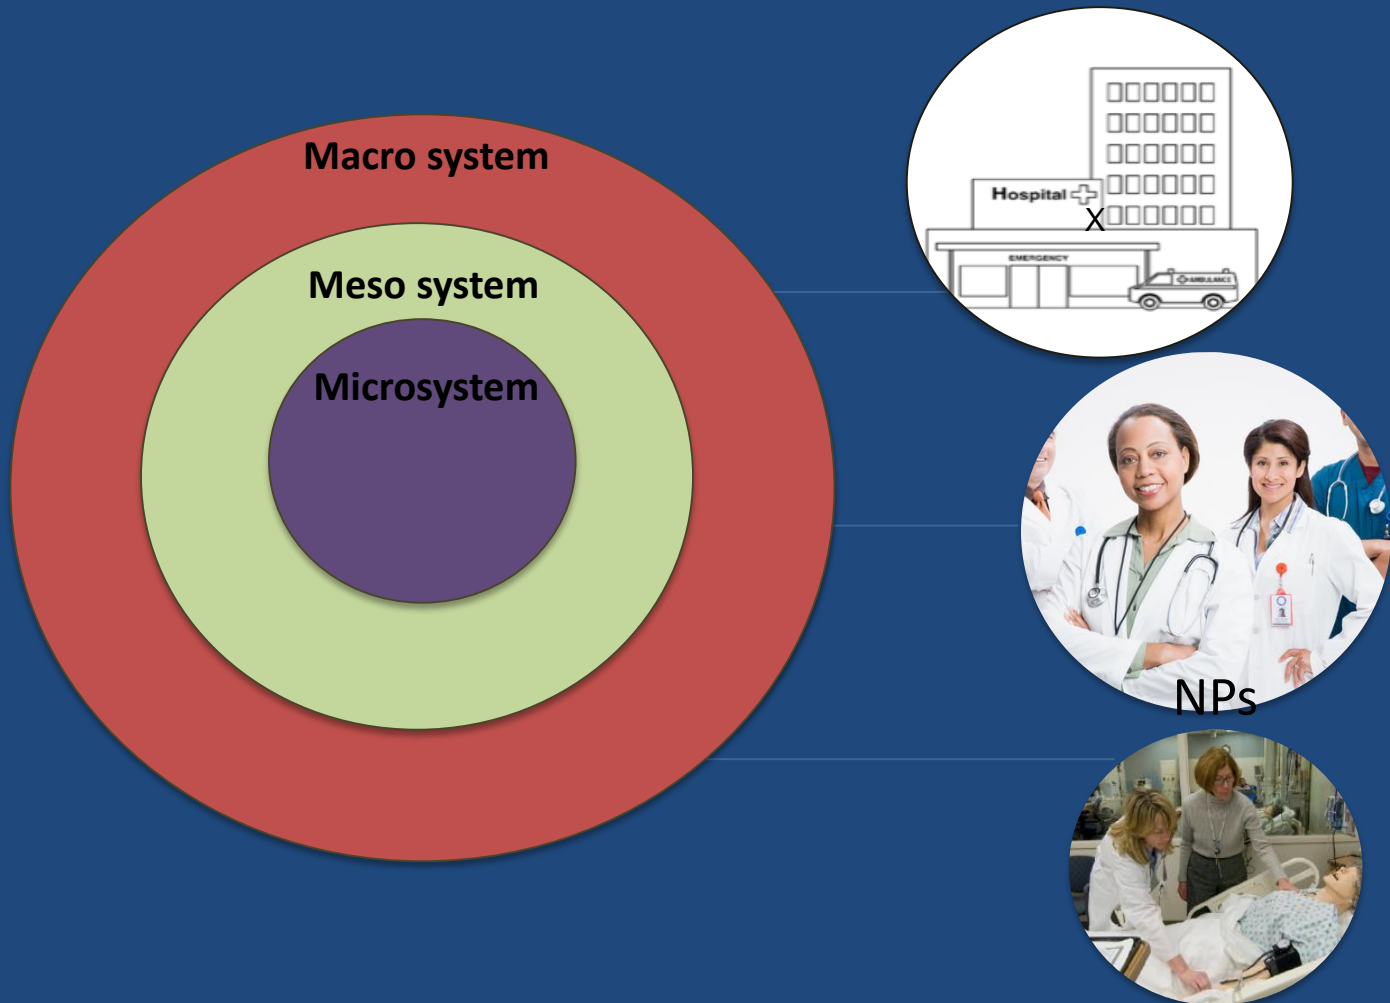 Macro system
Meso system
Microsystem
Hospital
X
EMERGENCY
AMBULANCE
NPs